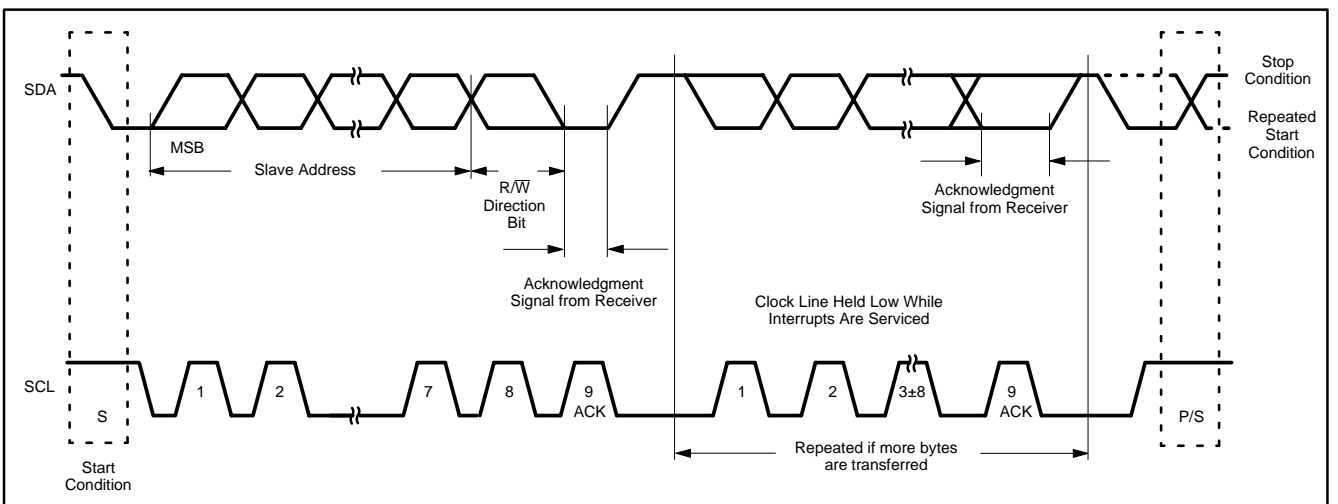 SDA
MSB
Slave Address
R/W̅
Direction
Bit
Acknowledgment
Signal from Receiver
Acknowledgment
Signal from Receiver
Stop
Condition
Repeated
Start
Condition
Clock Line Held Low While
Interrupts Are Serviced
SCL
S
1
2
7
8
9
ACK
1
2
3±8
9
ACK
P/S
Start
Condition
Repeated if more bytes
are transferred